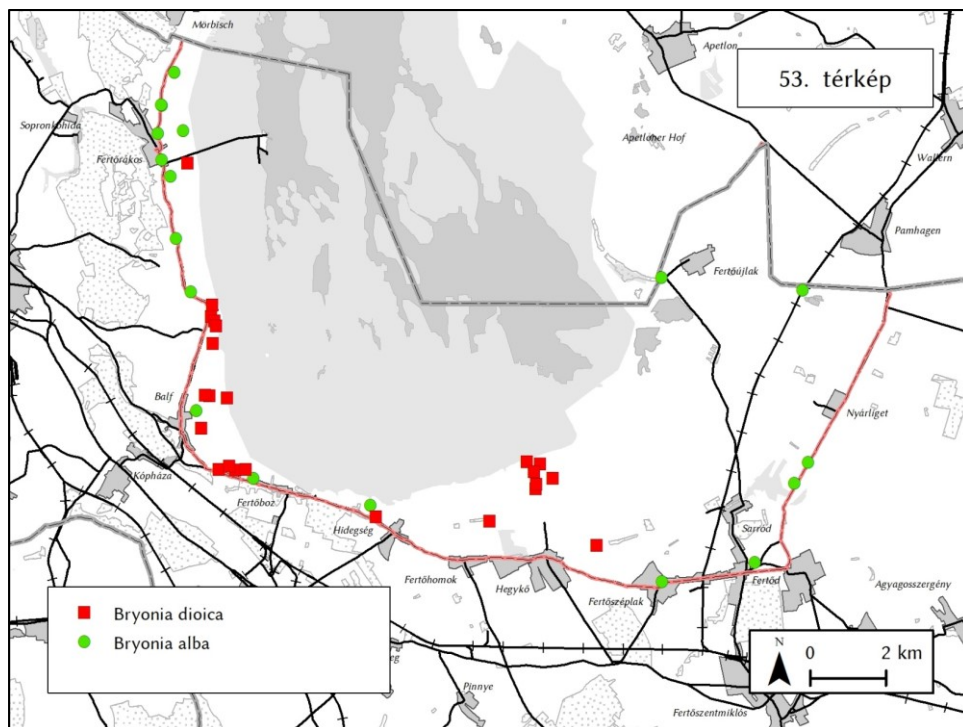 Mörbisch
Apetlon
53. térkép
Sopronkőhida
Apetloner Hof
Fertőrákos
Wallern
Pamhagen
Fertőújlak
Balf
Nyárliget
Kópháza
Fertőboz
Hidegség
Sarród
Fertőhomok
Hegykő
Fertőszéplak
Fertőd
Agyagosszergény
Bryonia dioica
Bryonia alba
N
0 2 km
Pinnye
Fertőszentmiklós